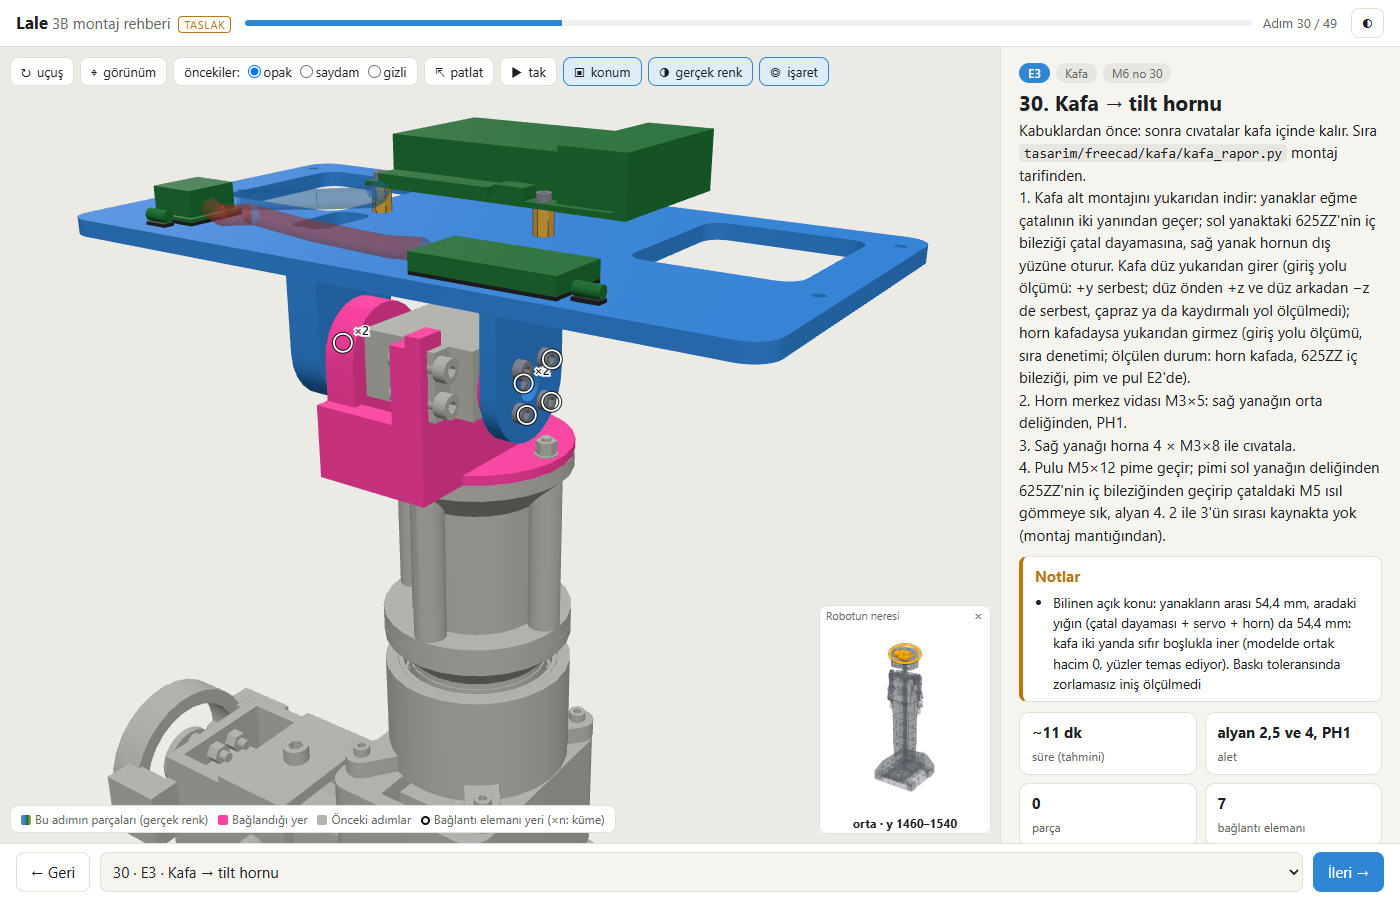 Lale 3B montaj rehberi TASLAK
Adım 30 / 49
↻ uçuş
⌖ görünüm
öncekiler: opak saydam gizli
⇱ patlat
▶ tak
▣ konum
◑ gerçek renk
◎ işaret
×2
×2
Robotun neresi ×
orta · y 1460–1540
Bu adımın parçaları (gerçek renk) Bağlandığı yer Önceki adımlar Bağlantı elemanı yeri (×n: küme)
E3 Kafa M6 no 30
30. Kafa → tilt hornu
Kabuklardan önce: sonra cıvatalar kafa içinde kalır. Sıra
tasarim/freecad/kafa/kafa_rapor.py montaj
tarifinden.
1. Kafa alt montajını yukarıdan indir: yanaklar eğme
çatalının iki yanından geçer; sol yanaktaki 625ZZ'nin iç
bileziği çatal dayamasına, sağ yanak hornun dış
yüzüne oturur. Kafa düz yukarıdan girer (giriş yolu
ölçümü: +y serbest; düz önden +z ve düz arkadan −z
de serbest, çapraz ya da kaydırmalı yol ölçülmedi);
horn kafadaysa yukarıdan girmez (giriş yolu ölçümü,
sıra denetimi; ölçülen durum: horn kafada, 625ZZ iç
bileziği, pim ve pul E2'de).
2. Horn merkez vidası M3×5: sağ yanağın orta
deliğinden, PH1.
3. Sağ yanağı horna 4 × M3×8 ile cıvatala.
4. Pulu M5×12 pime geçir; pimi sol yanağın deliğinden
625ZZ'nin iç bileziğinden geçirip çataldaki M5 ısıl
gömmeye sık, alyan 4. 2 ile 3'ün sırası kaynakta yok
(montaj mantığından).
Notlar
• Bilinen açık konu: yanakların arası 54,4 mm, aradaki
yığın (çatal dayaması + servo + horn) da 54,4 mm:
kafa iki yanda sıfır boşlukla iner (modelde ortak
hacim 0, yüzler temas ediyor). Baskı toleransında
zorlamasız iniş ölçülmedi
~11 dk
süre (tahmini)
alyan 2,5 ve 4, PH1
alet
0
parça
7
bağlantı elemanı
← Geri
30 · E3 · Kafa → tilt hornu
İleri →